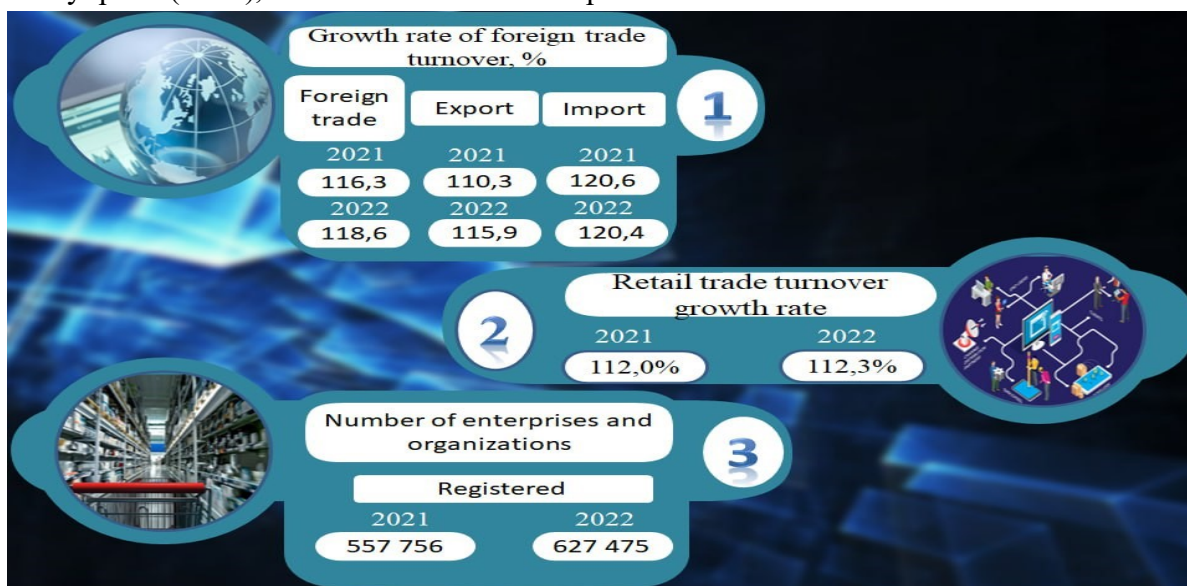 Growth rate of foreign trade
turnover, %
Foreign
trade
Export
Import
1
2021
2021
2021
116,3
110,3
120,6
2022
2022
2022
118,6
115,9
120,4
Retail trade turnover
growth rate
2
2021
2022
112,0%
112,3%
Number of enterprises and
organizations
3
Registered
2021
2022
557 756
627 475